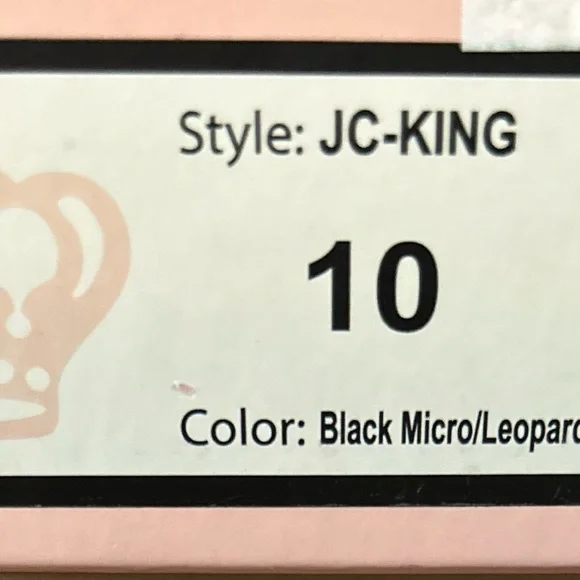 Style: JC-KING
10
Color: Black Micro/Leopard